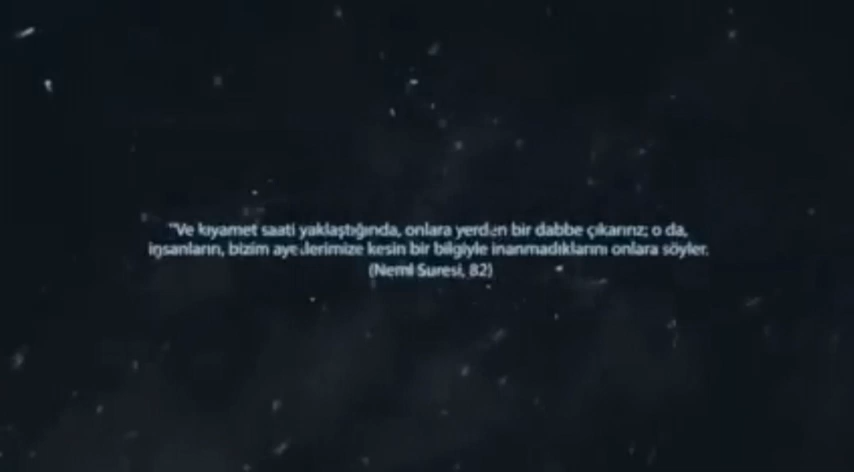 "Ve kıyamet saati yaklaştığında, onlara yerden bir dabbe çıkarırız; o da,
insanların, bizim ayetlerimize kesin bir bilgiyle inanmadıklarını onlara söyler.
(Neml Suresi, 82)